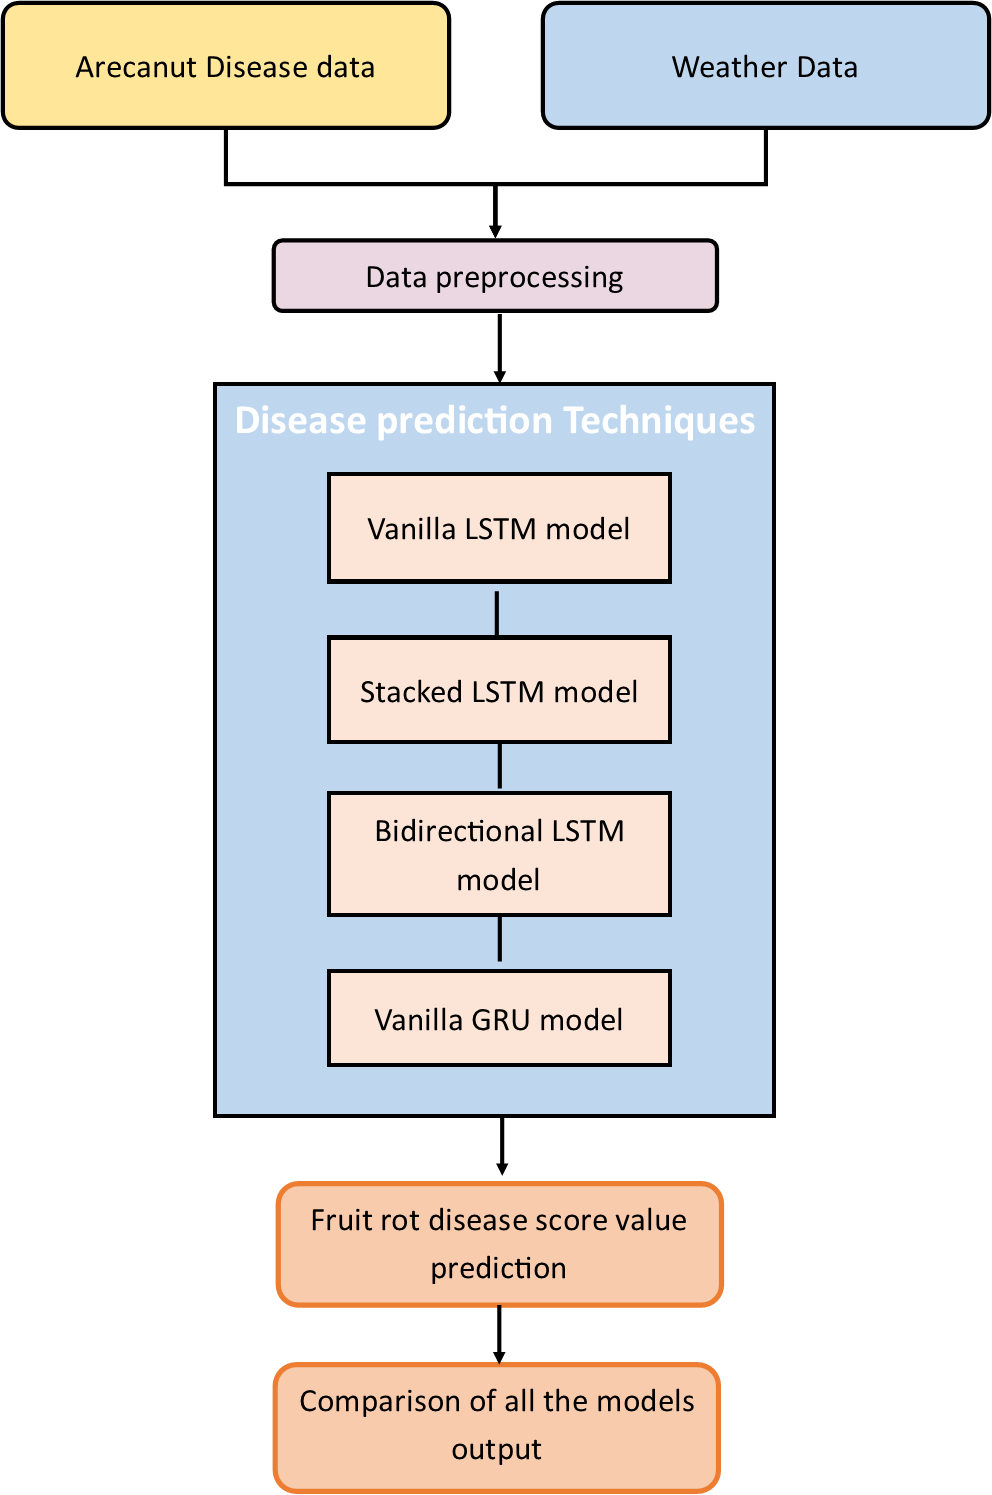 Arecanut Disease data
Weather Data
Data preprocessing
Disease prediction Techniques
Vanilla LSTM model
Stacked LSTM model
Bidirectional LSTM
model
Vanilla GRU model
Fruit rot disease score value
prediction
Comparison of all the models
output